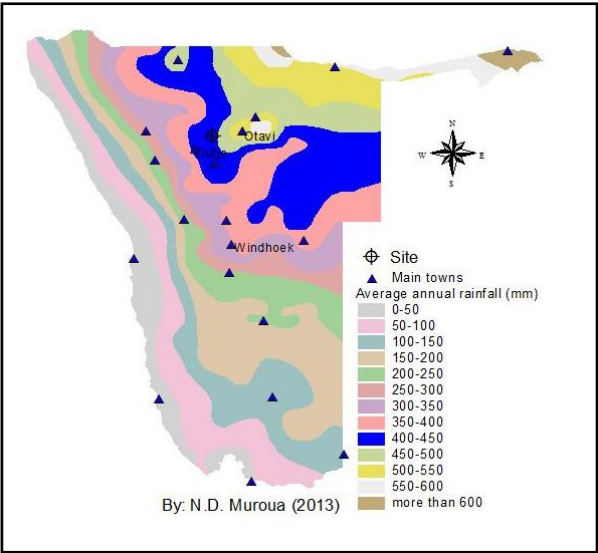 N
W E
S
Otavi
Windhoek
Site
Main towns
Average annual rainfall (mm)
0-50
50-100
100-150
150-200
200-250
250-300
300-350
350-400
400-450
450-500
500-550
550-600
more than 600
By: N.D. Muroua (2013)